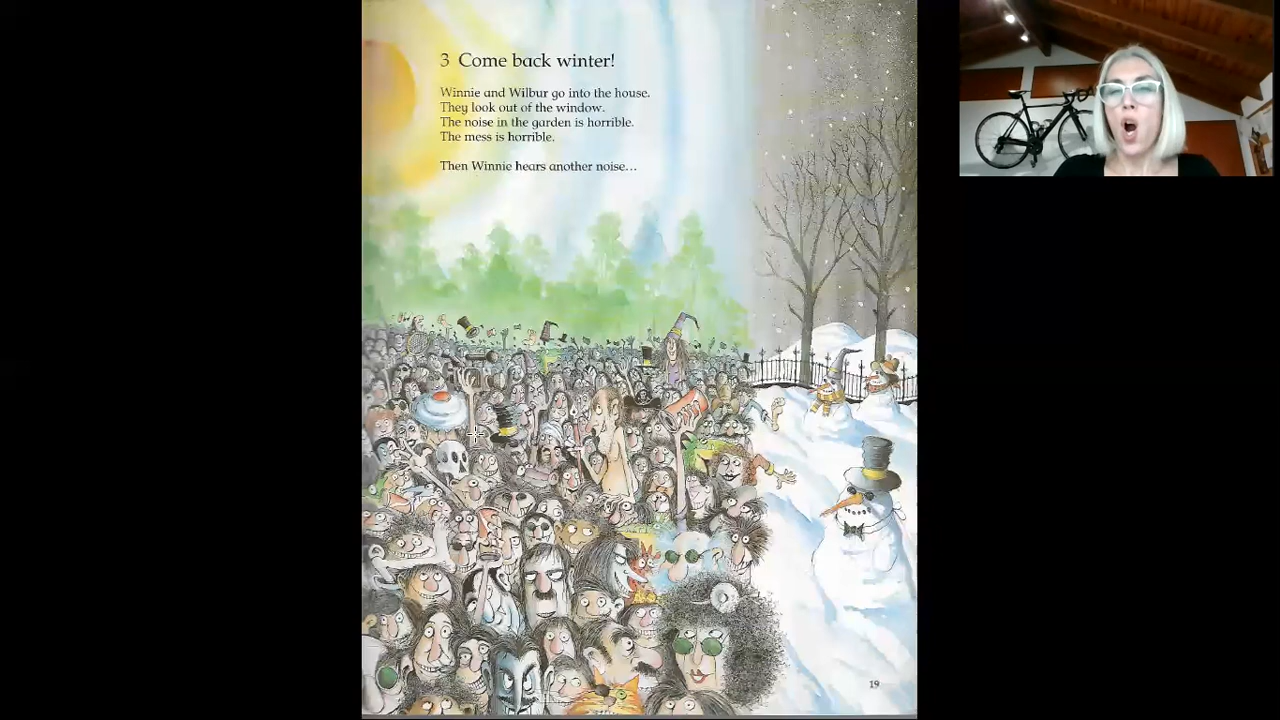 3 Come back winter!
Winnie and Wilbur go into the house.
They look out of the window.
The noise in the garden is horrible.
The mess is horrible.
Then Winnie hears another noise...
19